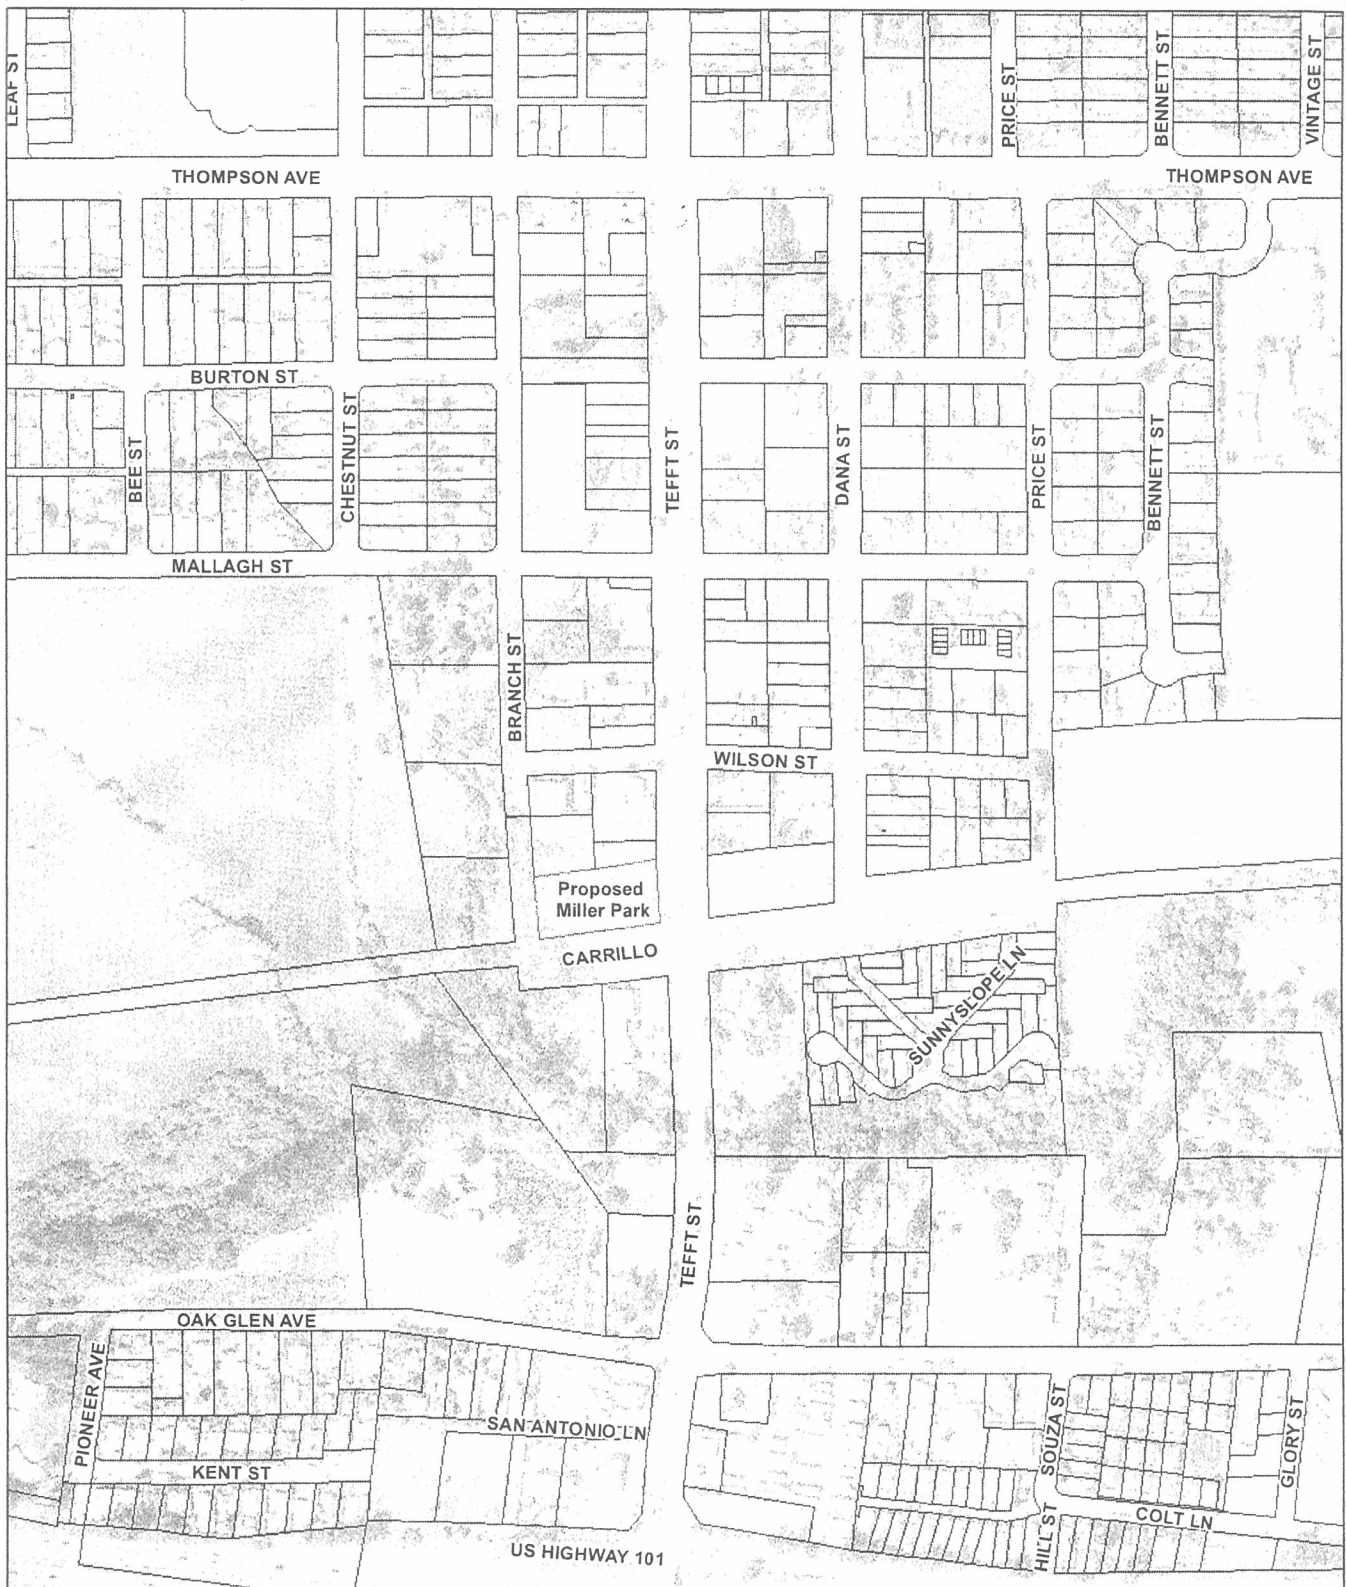 LEAF ST
PRICE ST
BENNETT ST
VINTAGE ST
THOMPSON AVE
THOMPSON AVE
BURTON ST
BEE ST
CHESTNUT ST
TEFFT ST
DANA ST
PRICE ST
BENNETT ST
MALLAGH ST
BRANCH ST
WILSON ST
Proposed
Miller Park
CARRILLO
SUNNYSLOPE LN
TEFFT ST
OAK GLEN AVE
PIONEER AVE
SAN ANTONIO LN
SOUZA ST
GLORY ST
KENT ST
COLT LN
HILL ST
US HIGHWAY 101